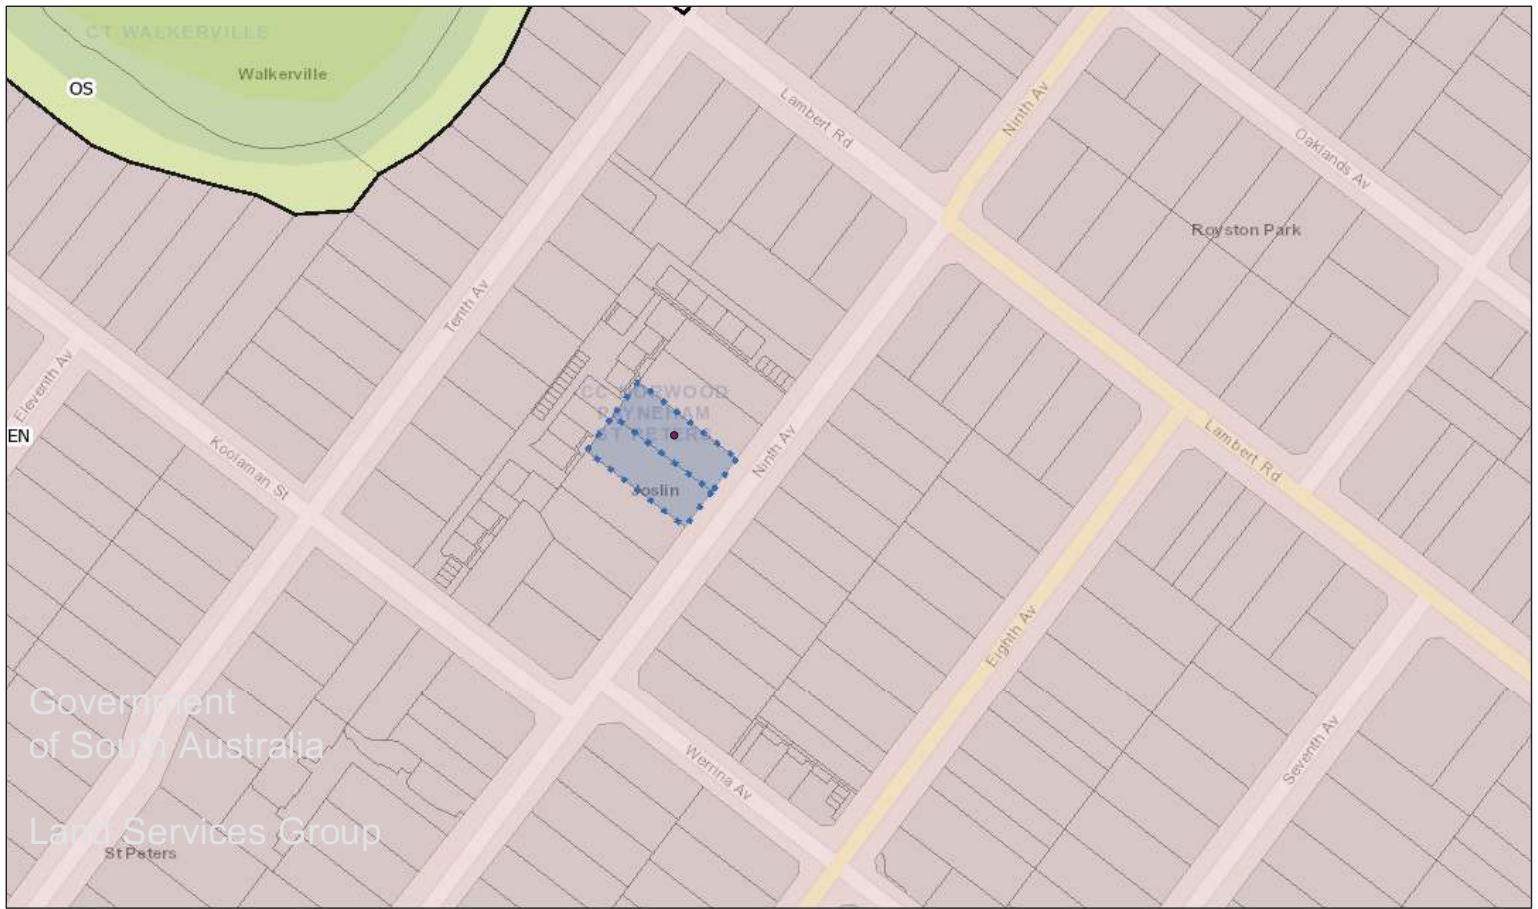 CT WALKERVILLE
Walkerville
OS
Lambert Rd
Ninth Av
Oaklands Av
Royston Park
Tenth Av
Eleventh Av
EN
CC NORWOOD
PAYNEHAM
ST PETERS
Joslin
Ninth Av
Koolaman St
Lambert Rd
Eighth Av
Government
of South Australia
Werrina Av
Seventh Av
Land Services Group
St Peters